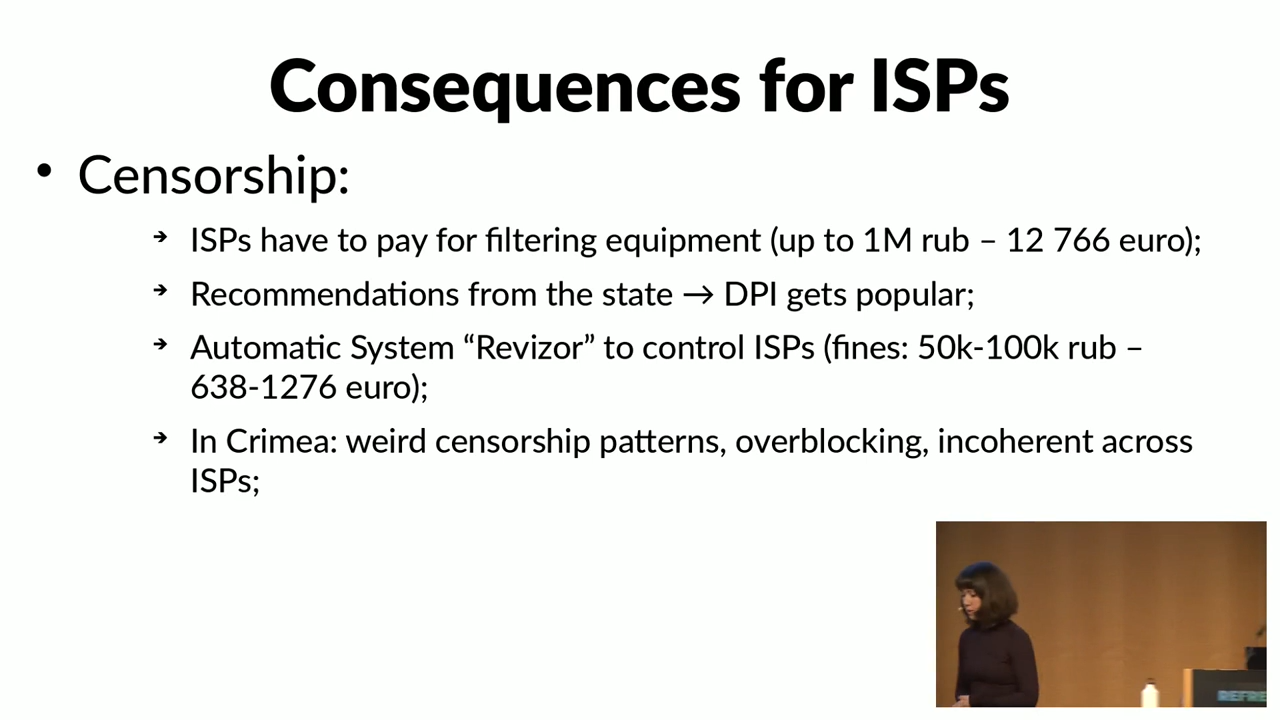 Consequences for ISPs
• Censorship:
➔ ISPs have to pay for filtering equipment (up to 1M rub – 12 766 euro);
➔ Recommendations from the state → DPI gets popular;
➔ Automatic System “Revizor” to control ISPs (fines: 50k-100k rub –
638-1276 euro);
➔ In Crimea: weird censorship patterns, overblocking, incoherent across
ISPs;